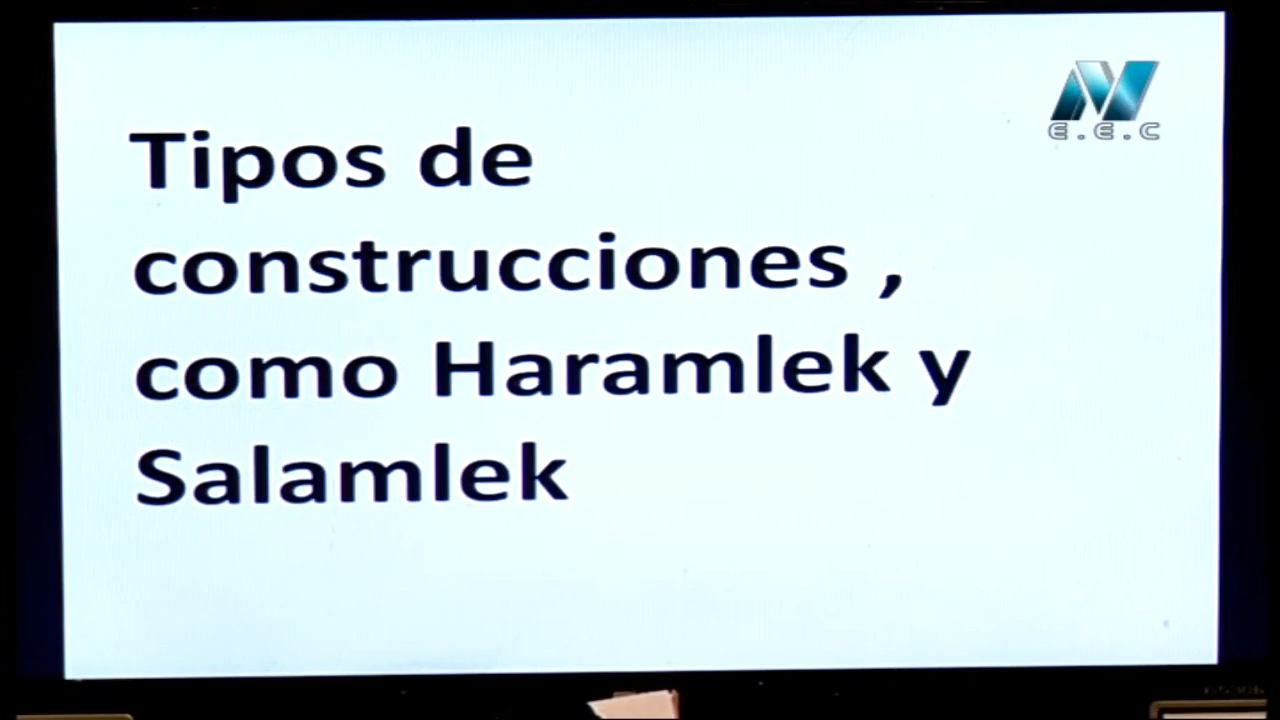 E.E.C
Tipos de
construcciones ,
como Haramlek y
Salamlek